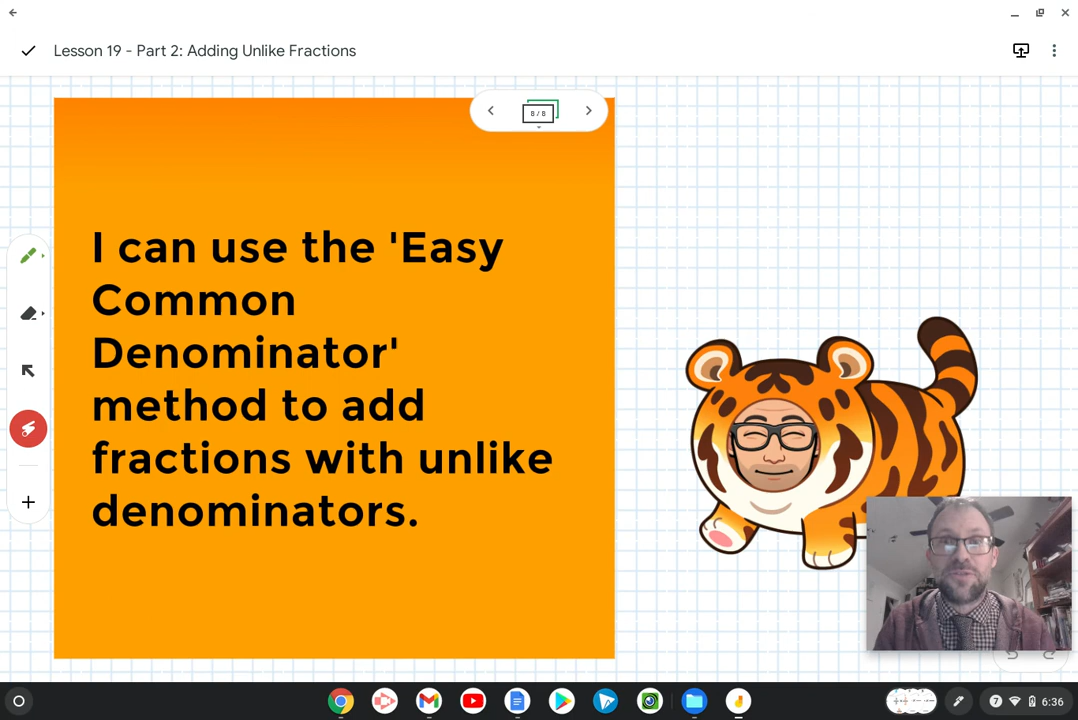 Lesson 19 - Part 2: Adding Unlike Fractions
8 / 8
I can use the 'Easy
Common
Denominator'
method to add
fractions with unlike
denominators.
7
6:36